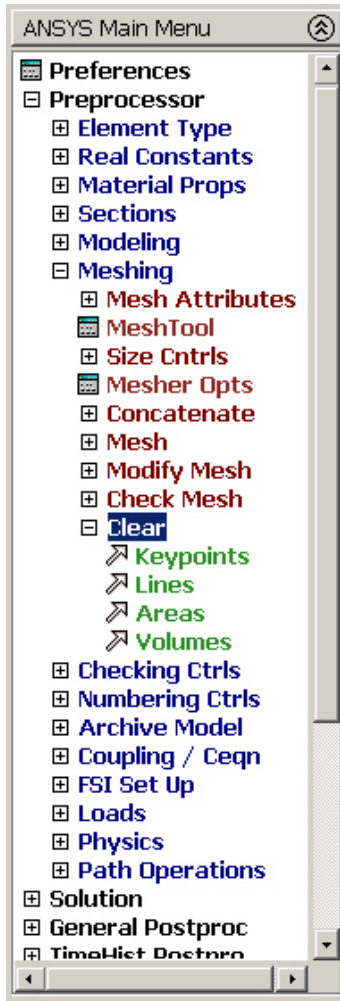 ANSYS Main Menu
Preferences
Preprocessor
Element Type
Real Constants
Material Props
Sections
Modeling
Meshing
Mesh Attributes
MeshTool
Size Cntrls
Mesher Opts
Concatenate
Mesh
Modify Mesh
Check Mesh
Clear
Keypoints
Lines
Areas
Volumes
Checking Ctrls
Numbering Ctrls
Archive Model
Coupling / Ceqn
FSI Set Up
Loads
Physics
Path Operations
Solution
General Postproc
TimeHist Postpro